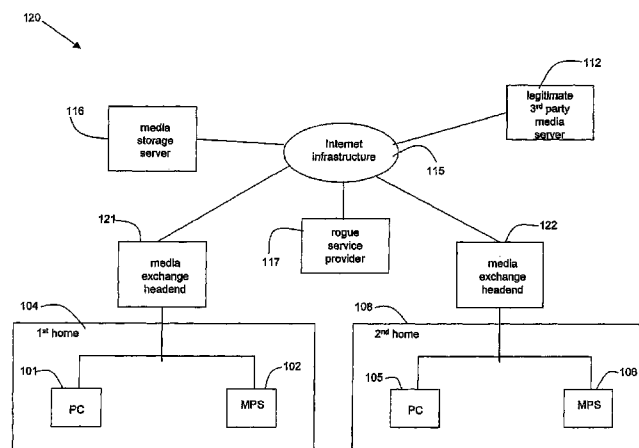 120
112
legitimate
3rd party
media
server
116
media
storage
server
Internet
infrastructure
115
121
122
media
exchange
headend
rogue
service
provider
117
media
exchange
headend
104
1st home
108
2nd home
101
PC
102
MPS
105
PC
106
MPS